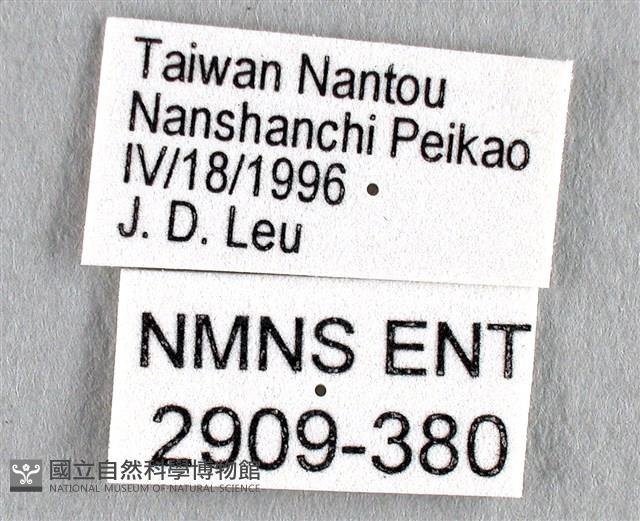 Taiwan Nantou
Nanshanchi Peikao
IV/18/1996
J. D. Leu
NMNS ENT
2909-380
國立自然科學博物館
NATIONAL MUSEUM OF NATURAL SCIENCE